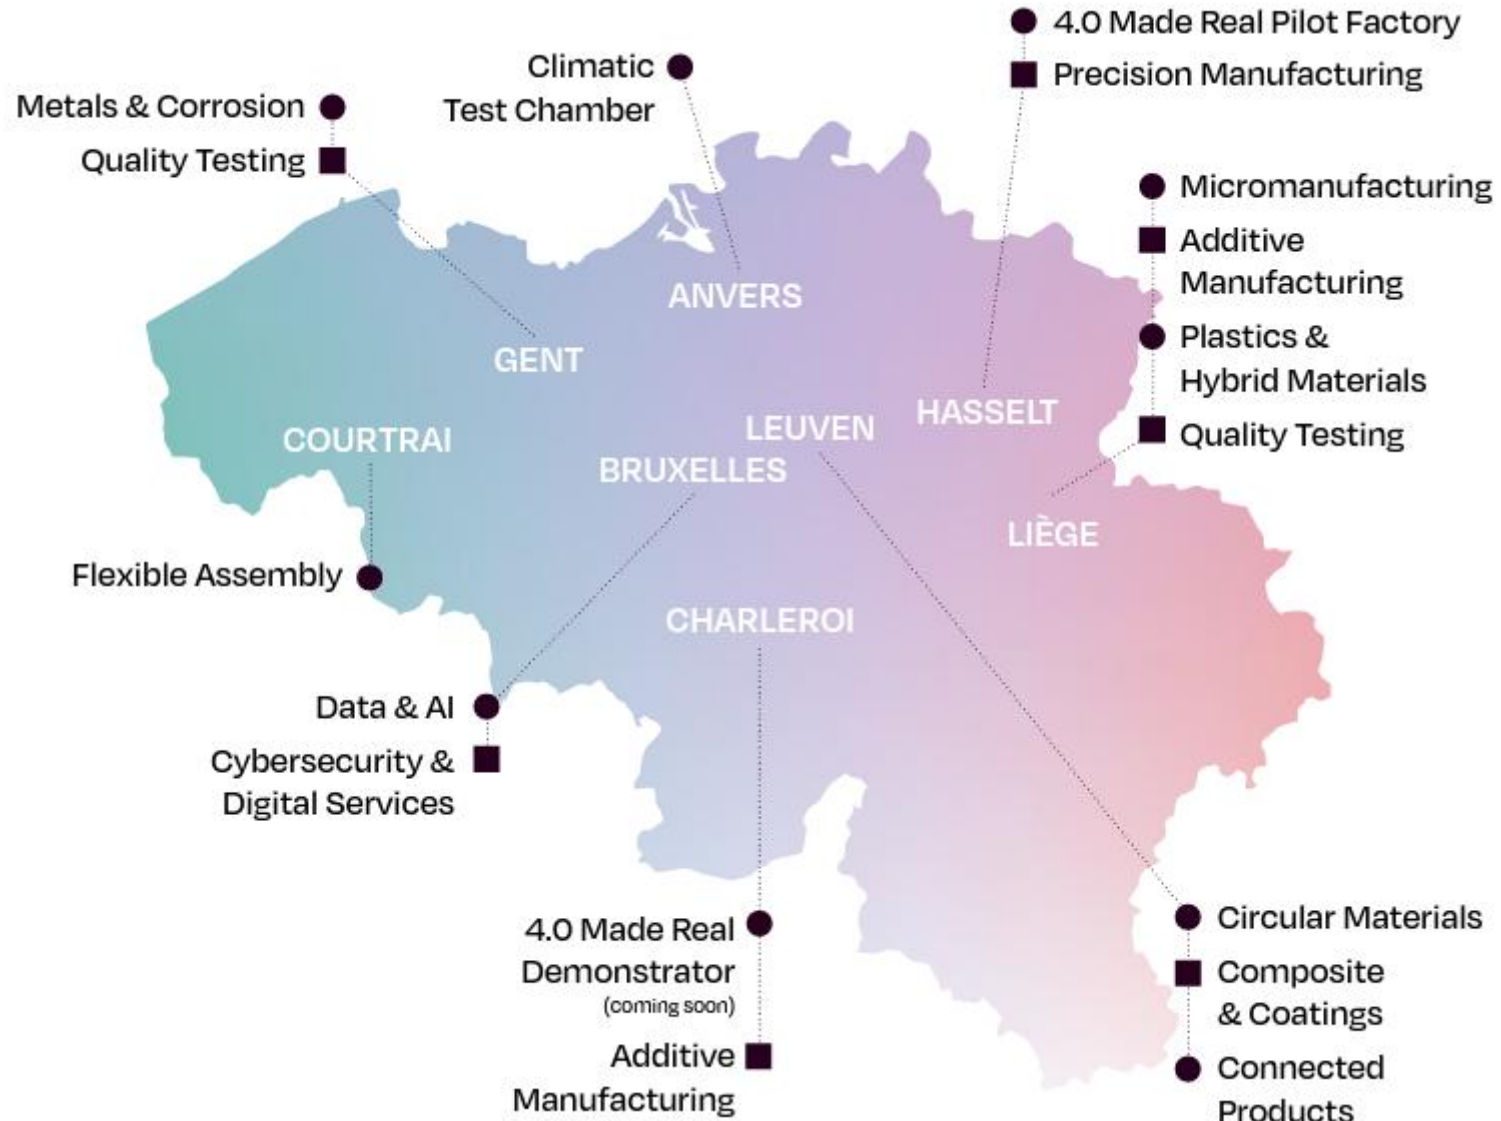 4.0 Made Real Pilot Factory
Precision Manufacturing
Climatic
Test Chamber
Metals & Corrosion
Quality Testing
Micromanufacturing
Additive
Manufacturing
Plastics &
Hybrid Materials
Quality Testing
ANVERS
GENT
HASSELT
LEUVEN
COURTRAI
BRUXELLES
LIÈGE
Flexible Assembly
CHARLEROI
Data & AI
Cybersecurity &
Digital Services
4.0 Made Real
Demonstrator
(coming soon)
Additive
Manufacturing
Circular Materials
Composite
& Coatings
Connected
Products